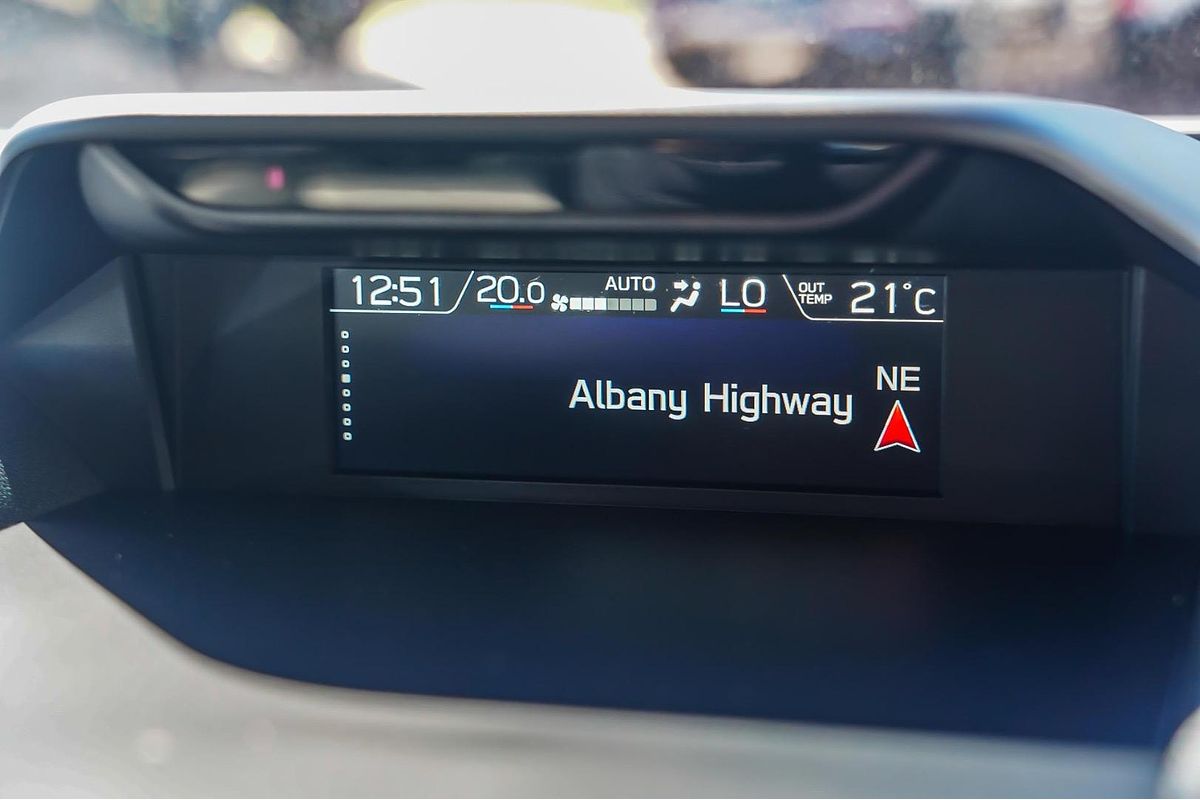 12:51 20.0 AUTO LO OUT TEMP 21°C
NE
Albany Highway